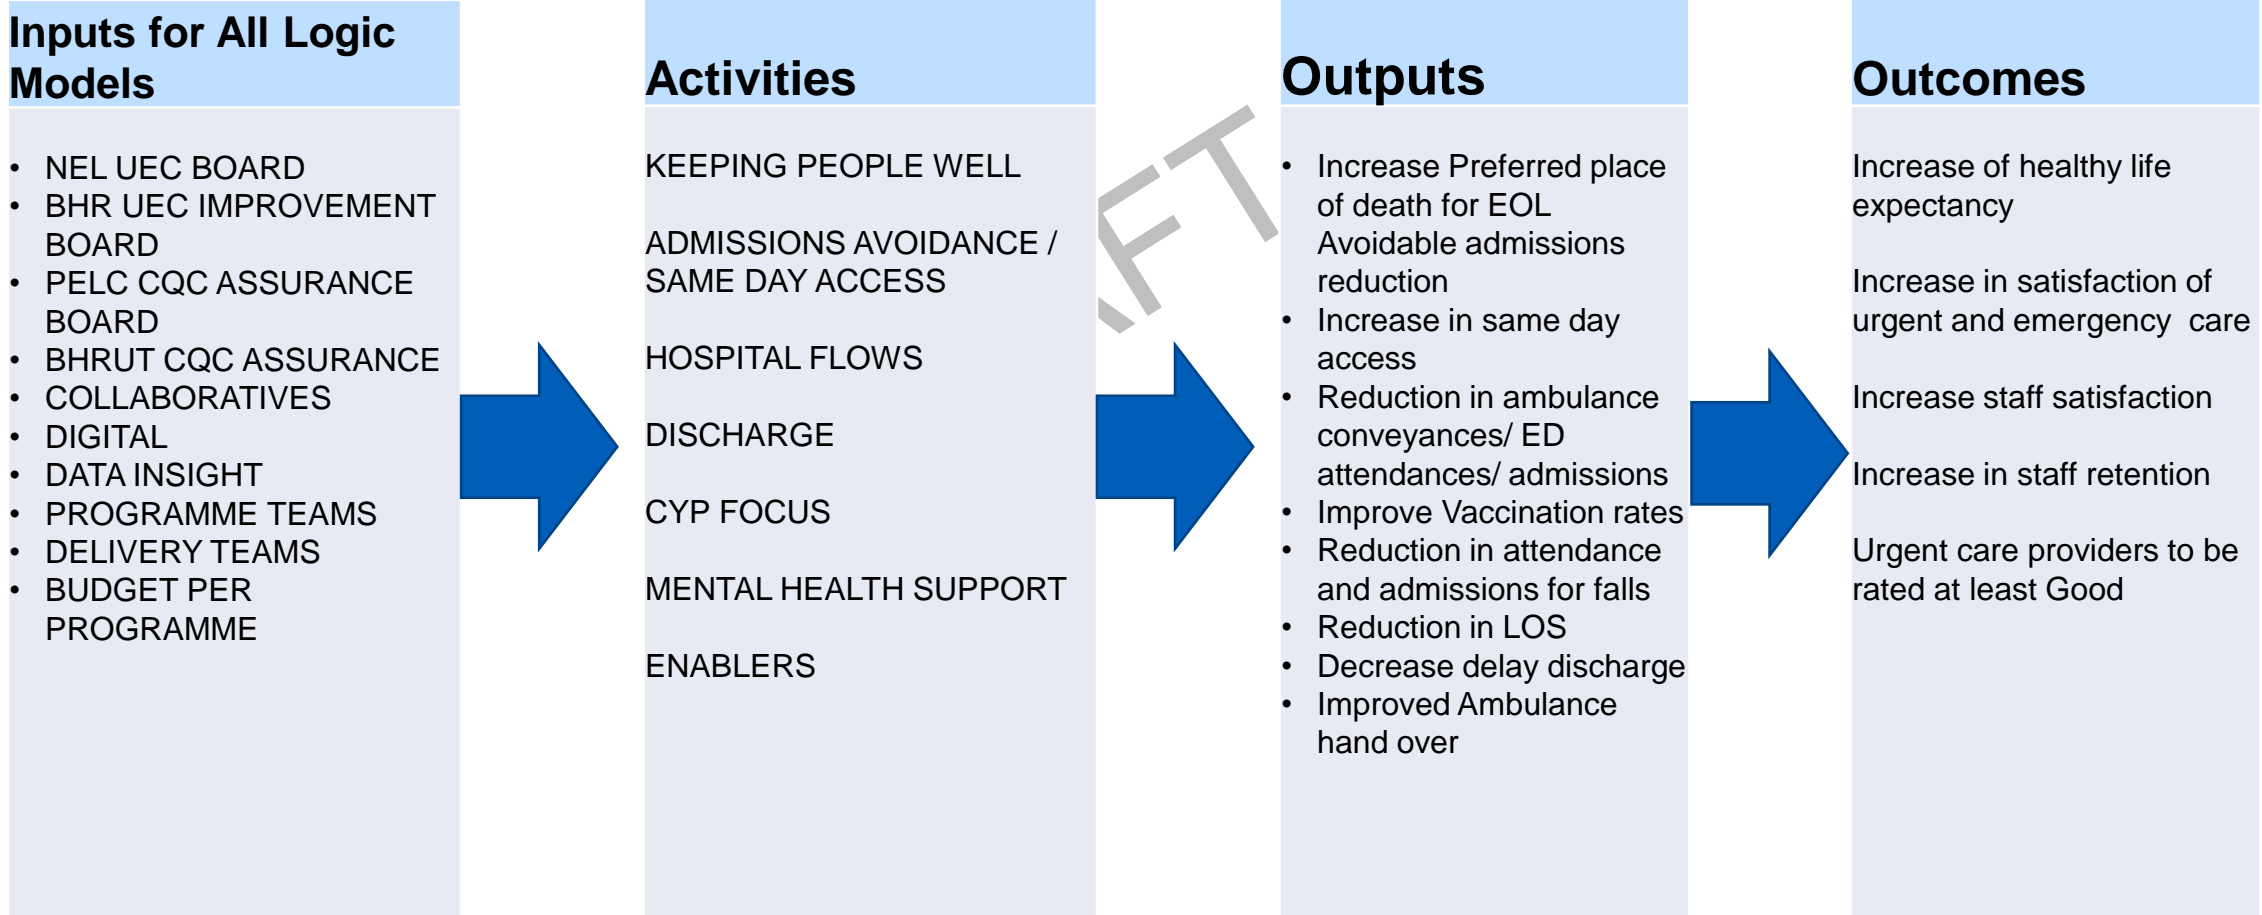 Inputs for All Logic
Models
• NEL UEC BOARD
• BHR UEC IMPROVEMENT
BOARD
• PELC CQC ASSURANCE
BOARD
• BHRUT CQC ASSURANCE
• COLLABORATIVES
• DIGITAL
• DATA INSIGHT
• PROGRAMME TEAMS
• DELIVERY TEAMS
• BUDGET PER
PROGRAMME
Activities
KEEPING PEOPLE WELL
ADMISSIONS AVOIDANCE /
SAME DAY ACCESS
HOSPITAL FLOWS
DISCHARGE
CYP FOCUS
MENTAL HEALTH SUPPORT
ENABLERS
Outputs
• Increase Preferred place
of death for EOL
Avoidable admissions
reduction
• Increase in same day
access
• Reduction in ambulance
conveyances/ ED
attendances/ admissions
• Improve Vaccination rates
• Reduction in attendance
and admissions for falls
• Reduction in LOS
• Decrease delay discharge
• Improved Ambulance
hand over
Outcomes
Increase of healthy life
expectancy
Increase in satisfaction of
urgent and emergency  care
Increase staff satisfaction
Increase in staff retention
Urgent care providers to be
rated at least Good